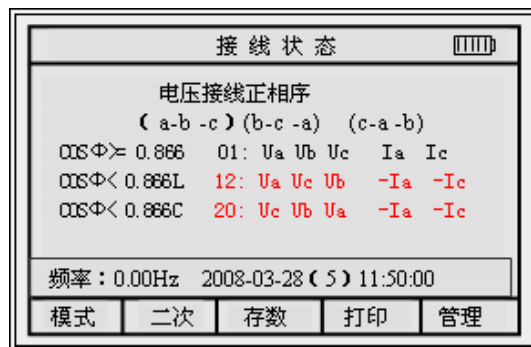 接线状态
电压接线正相序
( a-b -c ) (b-c -a) (c-a -b)
COSΦ>= 0.866 01: Ua Ub Uc Ia Ic
COSΦ< 0.866L 12: Ua Uc Ub -Ia -Ic
COSΦ< 0.866C 20: Uc Ub Ua -Ia -Ic
频率：0.00Hz 2008-03-28 ( 5 ) 11:50:00
模式 二次 存数 打印 管理